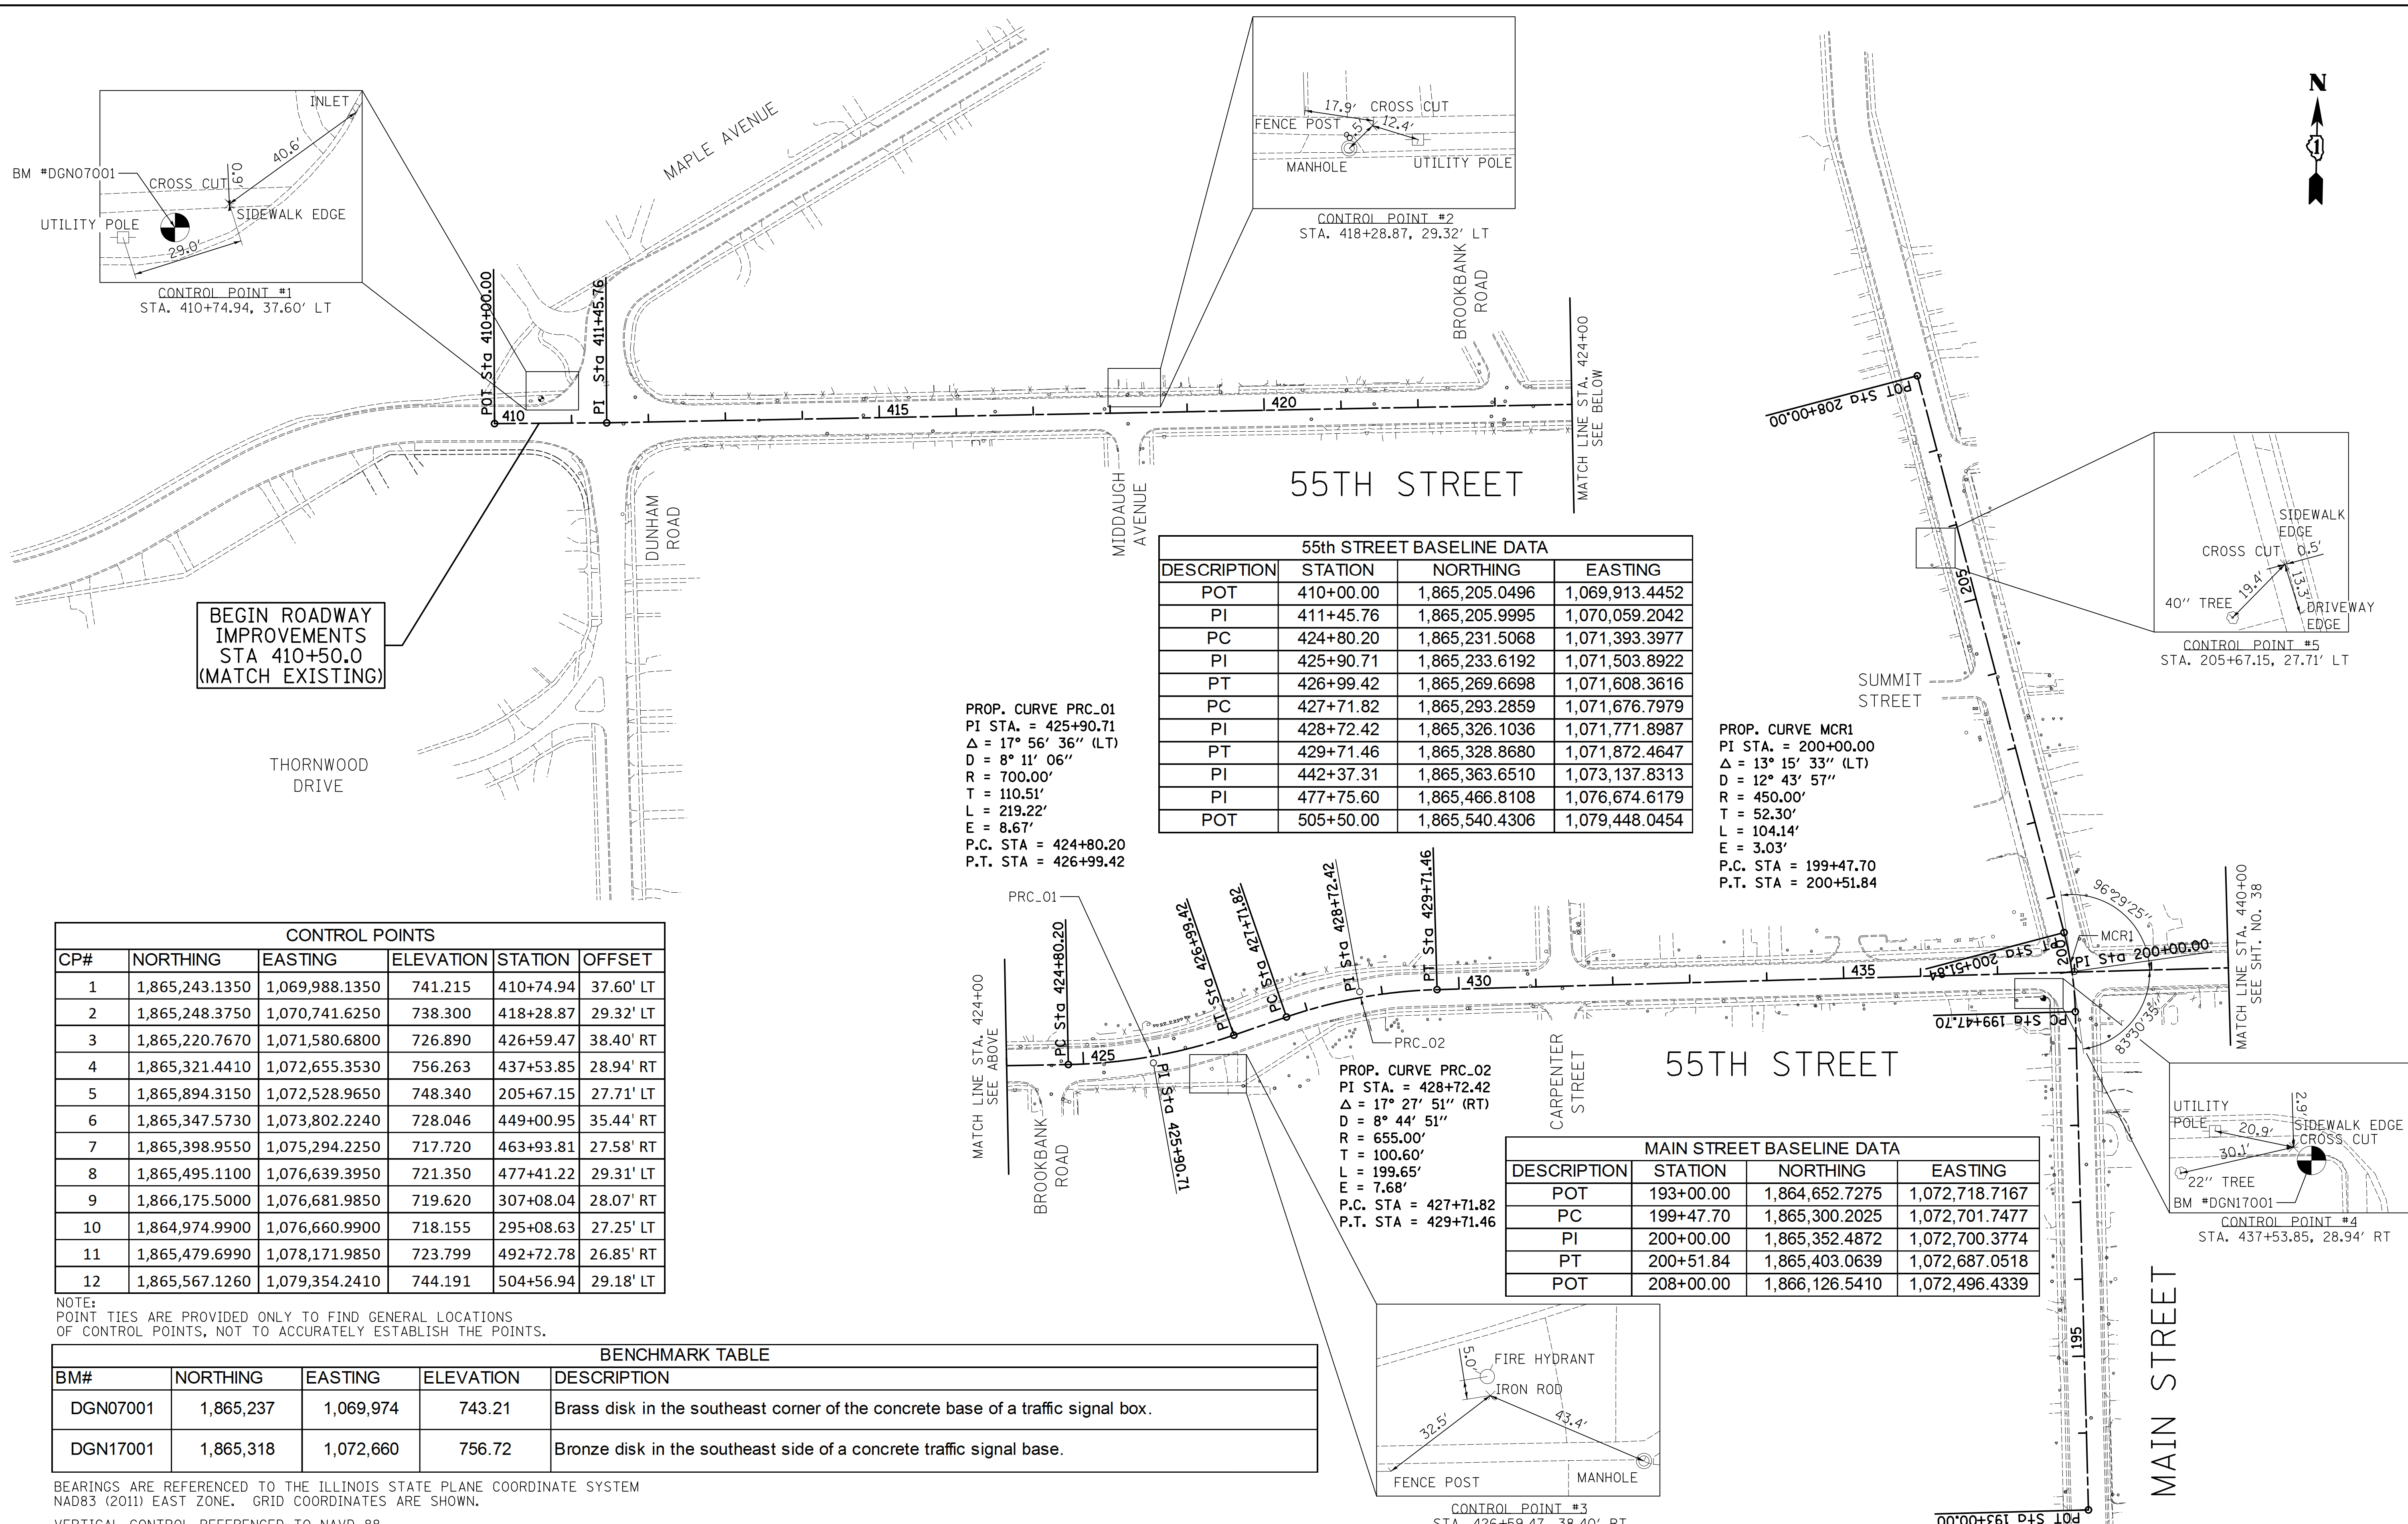 N
1
INLET
40.6'
BM #DGN07001
CROSS CUT
0.9'
SIDEWALK EDGE
UTILITY POLE
29.0'
CONTROL POINT #1
STA. 410+74.94, 37.60' LT
MAPLE AVENUE
17.9'
CROSS CUT
FENCE POST
8.5'
12.4'
MANHOLE
UTILITY POLE
CONTROL POINT #2
STA. 418+28.87, 29.32' LT
BROOKBANK
ROAD
POT Sta 410+00.00
PI Sta 411+45.76
410
415
420
MATCH LINE STA. 424+00
SEE BELOW
55TH STREET
MIDDAUGH
AVENUE
DUNHAM
ROAD
BEGIN ROADWAY
IMPROVEMENTS
STA 410+50.0
(MATCH EXISTING)
THORNWOOD
DRIVE
POT Sta 208+00.00
205
SIDEWALK
EDGE
CROSS CUT
0.5'
19.4'
13.3'
40" TREE
DRIVEWAY
EDGE
CONTROL POINT #5
STA. 205+67.15, 27.71' LT
SUMMIT
STREET
55th STREET BASELINE DATA
DESCRIPTION STATION NORTHING EASTING
POT 410+00.00 1,865,205.0496 1,069,913.4452
PI 411+45.76 1,865,205.9995 1,070,059.2042
PC 424+80.20 1,865,231.5068 1,071,393.3977
PI 425+90.71 1,865,233.6192 1,071,503.8922
PT 426+99.42 1,865,269.6698 1,071,608.3616
PC 427+71.82 1,865,293.2859 1,071,676.7979
PI 428+72.42 1,865,326.1036 1,071,771.8987
PT 429+71.46 1,865,328.8680 1,071,872.4647
PI 442+37.31 1,865,363.6510 1,073,137.8313
PI 477+75.60 1,865,466.8108 1,076,674.6179
POT 505+50.00 1,865,540.4306 1,079,448.0454
PROP. CURVE PRC_01
PI STA. = 425+90.71
Δ = 17° 56' 36" (LT)
D = 8° 11' 06"
R = 700.00'
T = 110.51'
L = 219.22'
E = 8.67'
P.C. STA = 424+80.20
P.T. STA = 426+99.42
PROP. CURVE MCR1
PI STA. = 200+00.00
Δ = 13° 15' 33" (LT)
D = 12° 43' 57"
R = 450.00'
T = 52.30'
L = 104.14'
E = 3.03'
P.C. STA = 199+47.70
P.T. STA = 200+51.84
PRC_01
MATCH LINE STA. 424+00
SEE ABOVE
PC Sta 424+80.20
425
PI Sta 425+90.71
PT Sta 426+99.42
PC Sta 427+71.82
PI Sta 428+72.42
PT Sta 429+71.46
430
435
PRC_02
BROOKBANK
ROAD
CARPENTER
STREET
55TH STREET
PT Sta 200+51.84
200
PI Sta 200+00.00
MCR1
96°29'25"
83°30'35"
PC Sta 199+47.70
MATCH LINE STA. 440+00
SEE SHT. NO. 38
PROP. CURVE PRC_02
PI STA. = 428+72.42
Δ = 17° 27' 51" (RT)
D = 8° 44' 51"
R = 655.00'
T = 100.60'
L = 199.65'
E = 7.68'
P.C. STA = 427+71.82
P.T. STA = 429+71.46
UTILITY
POLE
2.9'
20.9'
30.1'
SIDEWALK EDGE
CROSS CUT
22" TREE
BM #DGN17001
CONTROL POINT #4
STA. 437+53.85, 28.94' RT
MAIN STREET BASELINE DATA
DESCRIPTION STATION NORTHING EASTING
POT 193+00.00 1,864,652.7275 1,072,718.7167
PC 199+47.70 1,865,300.2025 1,072,701.7477
PI 200+00.00 1,865,352.4872 1,072,700.3774
PT 200+51.84 1,865,403.0639 1,072,687.0518
POT 208+00.00 1,866,126.5410 1,072,496.4339
195
MAIN STREET
POT Sta 193+00.00
CONTROL POINTS
CP# NORTHING EASTING ELEVATION STATION OFFSET
1 1,865,243.1350 1,069,988.1350 741.215 410+74.94 37.60' LT
2 1,865,248.3750 1,070,741.6250 738.300 418+28.87 29.32' LT
3 1,865,220.7670 1,071,580.6800 726.890 426+59.47 38.40' RT
4 1,865,321.4410 1,072,655.3530 756.263 437+53.85 28.94' RT
5 1,865,894.3150 1,072,528.9650 748.340 205+67.15 27.71' LT
6 1,865,347.5730 1,073,802.2240 728.046 449+00.95 35.44' RT
7 1,865,398.9550 1,075,294.2250 717.720 463+93.81 27.58' RT
8 1,865,495.1100 1,076,639.3950 721.350 477+41.22 29.31' LT
9 1,866,175.5000 1,076,681.9850 719.620 307+08.04 28.07' RT
10 1,864,974.9900 1,076,660.9900 718.155 295+08.63 27.25' LT
11 1,865,479.6990 1,078,171.9850 723.799 492+72.78 26.85' RT
12 1,865,567.1260 1,079,354.2410 744.191 504+56.94 29.18' LT
NOTE:
POINT TIES ARE PROVIDED ONLY TO FIND GENERAL LOCATIONS
OF CONTROL POINTS, NOT TO ACCURATELY ESTABLISH THE POINTS.
BENCHMARK TABLE
BM# NORTHING EASTING ELEVATION DESCRIPTION
DGN07001 1,865,237 1,069,974 743.21 Brass disk in the southeast corner of the concrete base of a traffic signal box.
DGN17001 1,865,318 1,072,660 756.72 Bronze disk in the southeast side of a concrete traffic signal base.
BEARINGS ARE REFERENCED TO THE ILLINOIS STATE PLANE COORDINATE SYSTEM
NAD83 (2011) EAST ZONE. GRID COORDINATES ARE SHOWN.
VERTICAL CONTROL REFERENCED TO NAVD 88
5.0'
FIRE HYDRANT
IRON ROD
32.5'
43.4'
FENCE POST
MANHOLE
CONTROL POINT #3
STA. 426+59.47, 38.40' RT